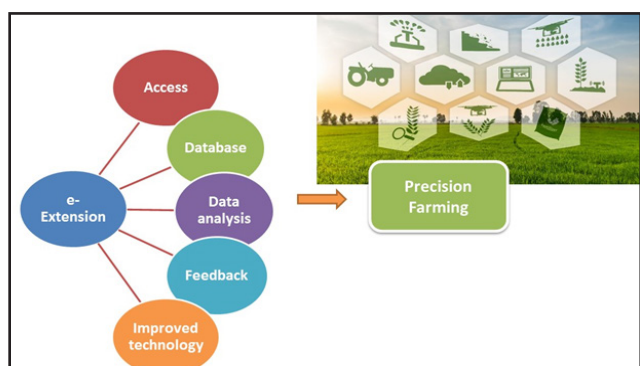 Access
Database
e-
Extension
Data
analysis
Feedback
Improved
technology
Precision
Farming